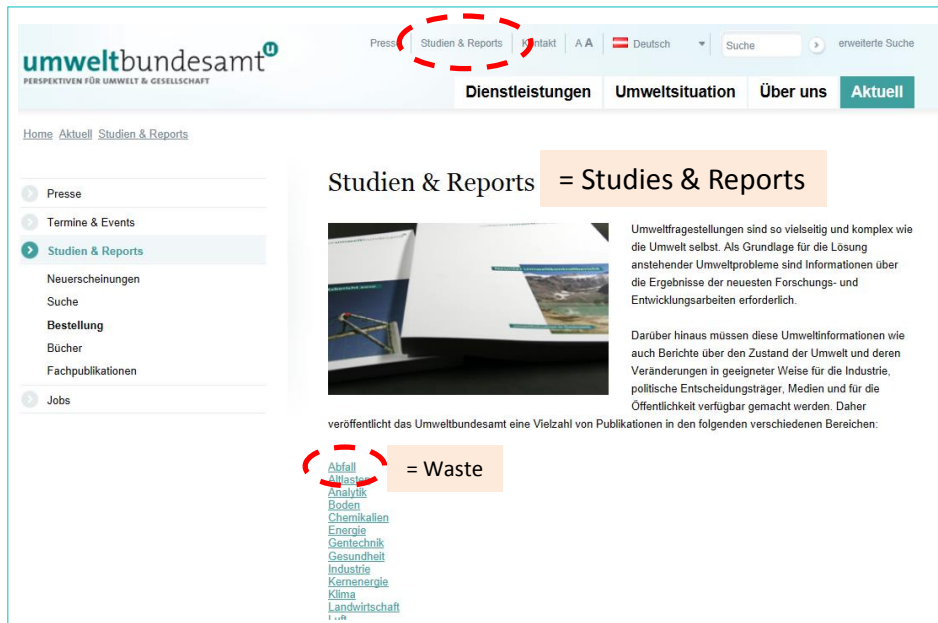 umweltbundesamt u
PERSPEKTIVEN FÜR UMWELT & GESELLSCHAFT
Presse Studien & Reports Kontakt A A Deutsch Suche erweiterte Suche
Dienstleistungen Umweltsituation Über uns Aktuell
Home Aktuell Studien & Reports
Presse
Termine & Events
Studien & Reports
Neuerscheinungen
Suche
Bestellung
Bücher
Fachpublikationen
Jobs
Studien & Reports = Studies & Reports
Umweltfragestellungen sind so vielseitig und komplex wie
die Umwelt selbst. Als Grundlage für die Lösung
anstehender Umweltprobleme sind Informationen über
die Ergebnisse der neuesten Forschungs- und
Entwicklungsarbeiten erforderlich.
Darüber hinaus müssen diese Umweltinformationen wie
auch Berichte über den Zustand der Umwelt und deren
Veränderungen in geeigneter Weise für die Industrie,
politische Entscheidungsträger, Medien und für die
Öffentlichkeit verfügbar gemacht werden. Daher
veröffentlicht das Umweltbundesamt eine Vielzahl von Publikationen in den folgenden verschiedenen Bereichen:
Abfall = Waste
Altlasten
Analytik
Boden
Chemikalien
Energie
Gentechnik
Gesundheit
Industrie
Kernenergie
Klima
Landwirtschaft
Luft